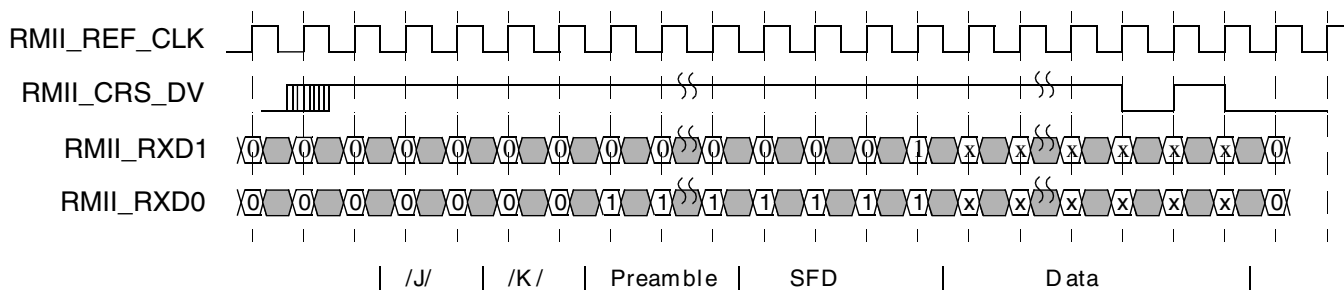 RMII_REF_CLK
RMII_CRS_DV
RMII_RXD1 0 0 0 0 0 0 0 0 0 0 0 0 0 1 x x x x x x 0
RMII_RXD0 0 0 0 0 0 0 0 1 1 1 1 1 1 1 x x x x x x 0
/J/ /K/ Preamble SFD Data